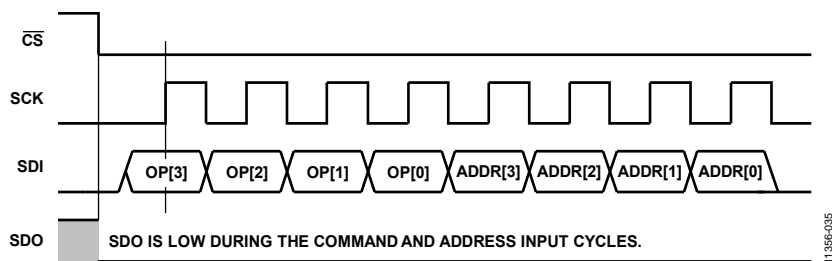 CS
SCK
SDI OP[3] OP[2] OP[1] OP[0] ADDR[3] ADDR[2] ADDR[1] ADDR[0]
SDO SDO IS LOW DURING THE COMMAND AND ADDRESS INPUT CYCLES.
11356-035